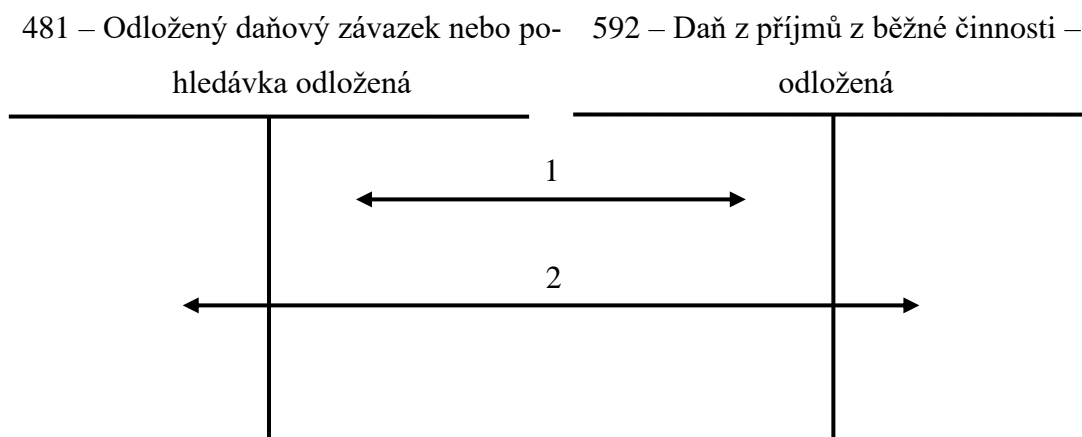 481 – Odložený daňový závazek nebo po-
hledávka odložená
592 – Daň z příjmů z běžné činnosti –
odložená
1
2